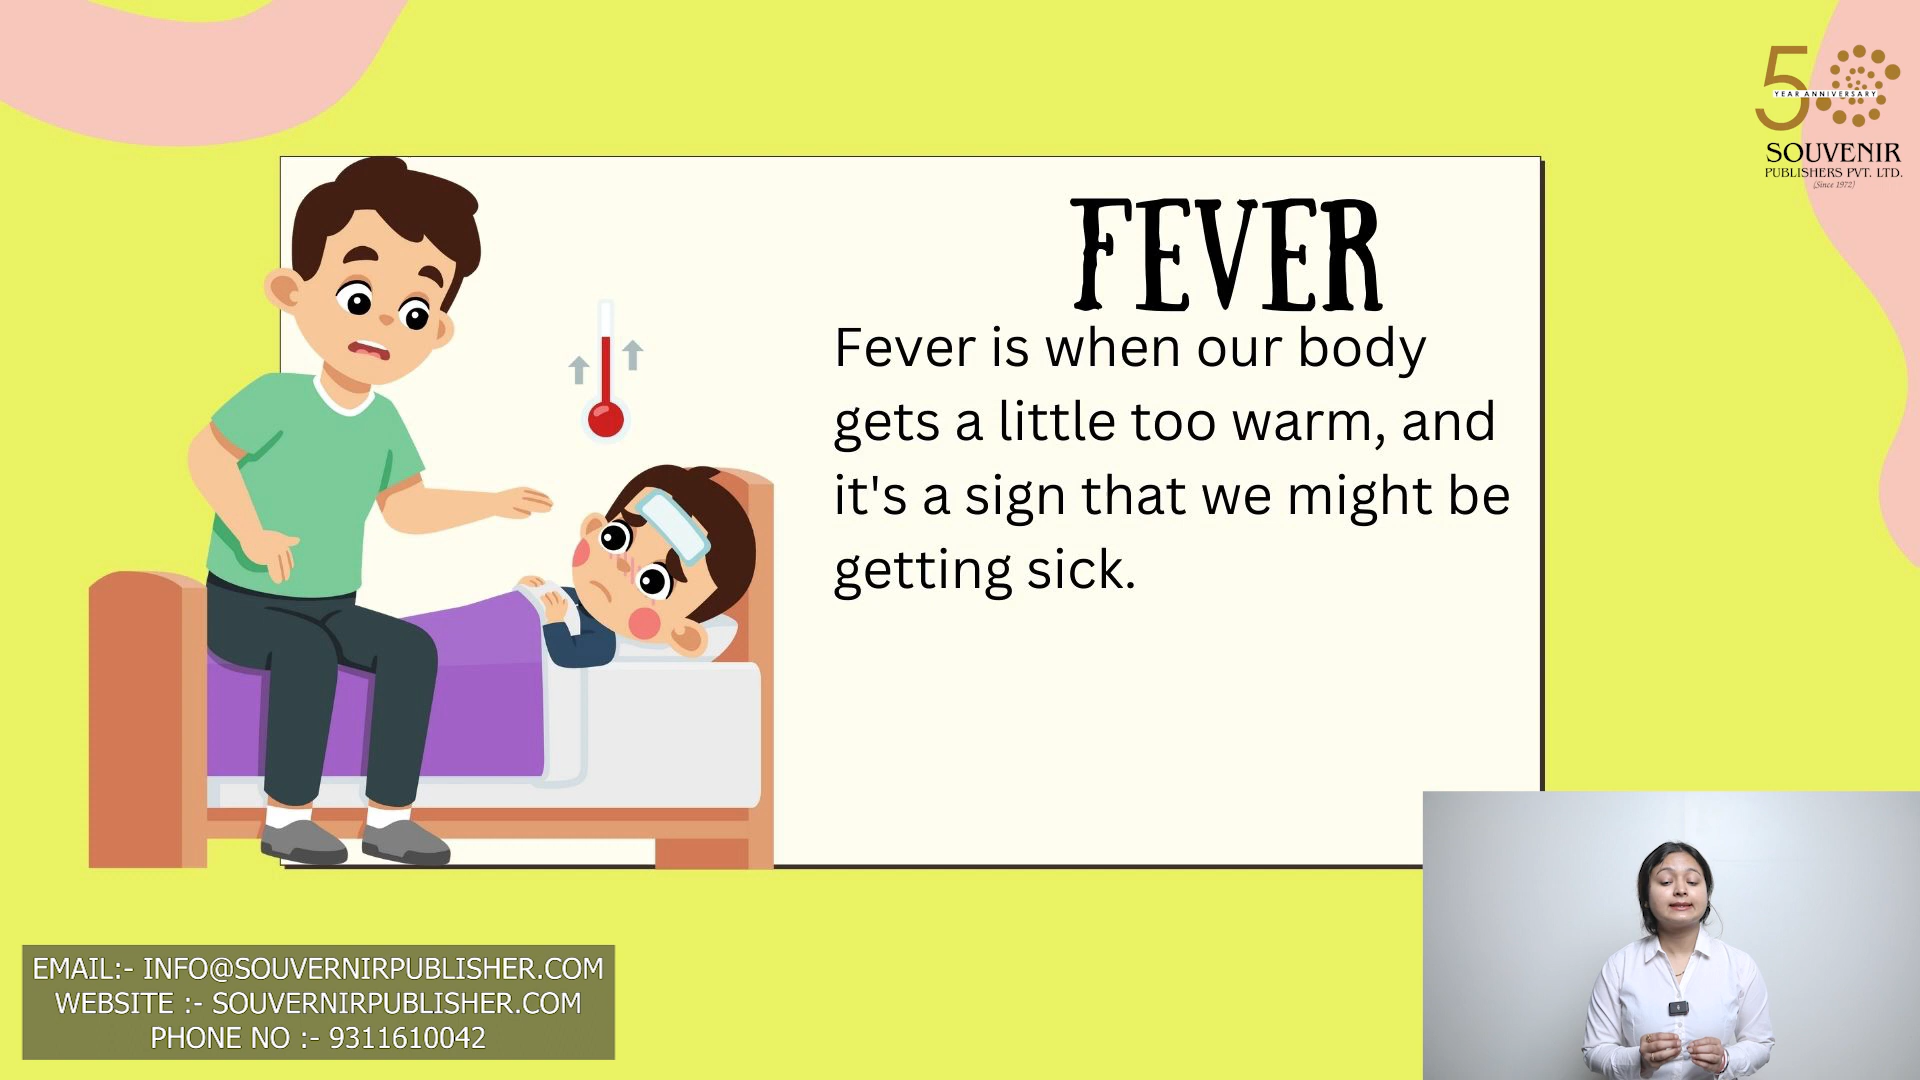 50
YEAR ANNIVERSARY
SOUVENIR
PUBLISHERS PVT. LTD.
(Since 1972)
FEVER
Fever is when our body
gets a little too warm, and
it's a sign that we might be
getting sick.
EMAIL:- INFO@SOUVERNIRPUBLISHER.COM
WEBSITE :- SOUVERNIRPUBLISHER.COM
PHONE NO :- 9311610042